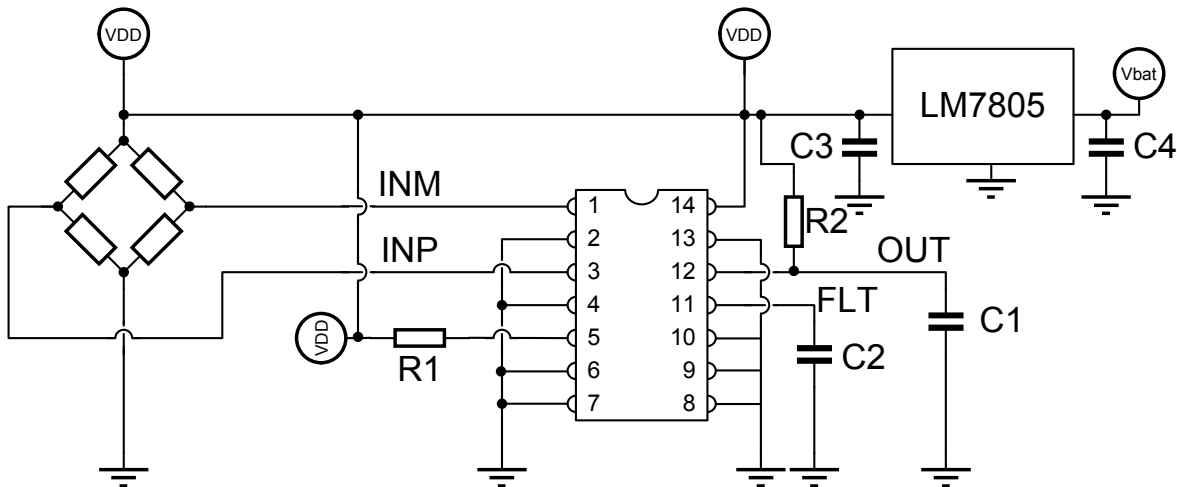 VDD
VDD
LM7805
Vbat
C3
C4
INM
1
14
2
13
R2
INP
3
12
OUT
4
11
FLT
VDD
R1
5
10
C1
6
9
C2
7
8